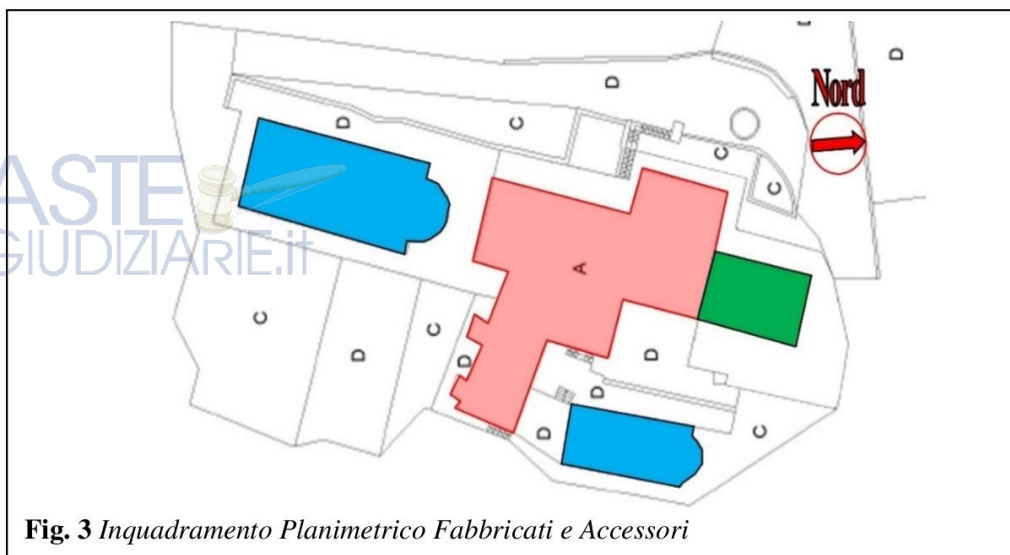 D
D
Nord
D
C
C
C
A
ASTE
GIUDIZIARIE.it
C
D
C
D
D
D
D
C
Fig. 3 Inquadramento Planimetrico Fabbricati e Accessori